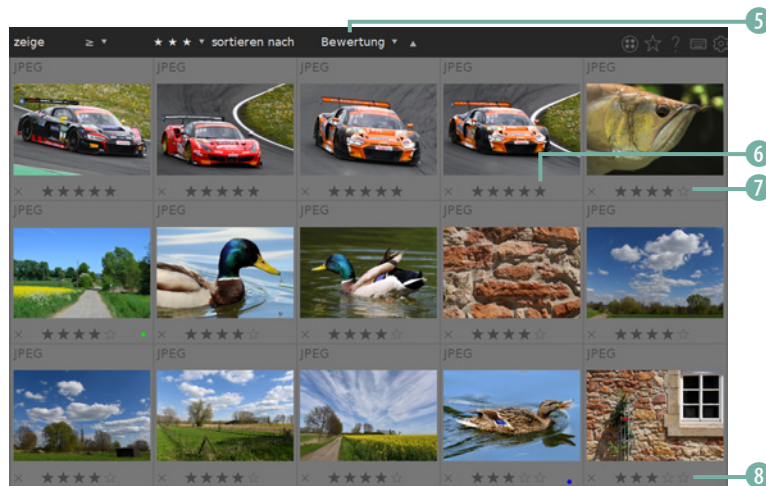 5
zeige ≥ ▾ ★ ★ ★ ▾ sortieren nach Bewertung ▾ ▲ ?
JPEG JPEG JPEG JPEG JPEG
6
× ★★★★★ × ★★★★★ × ★★★★★ × ★★★★★ × ★★★★☆
7
JPEG JPEG JPEG JPEG JPEG
× ★★★★☆ × ★★★★☆ × ★★★★☆ × ★★★★☆ × ★★★★☆
JPEG JPEG JPEG JPEG JPEG
× ★★★★☆ × ★★★★☆ × ★★★★☆ × ★★★☆☆ × ★★★☆☆
8